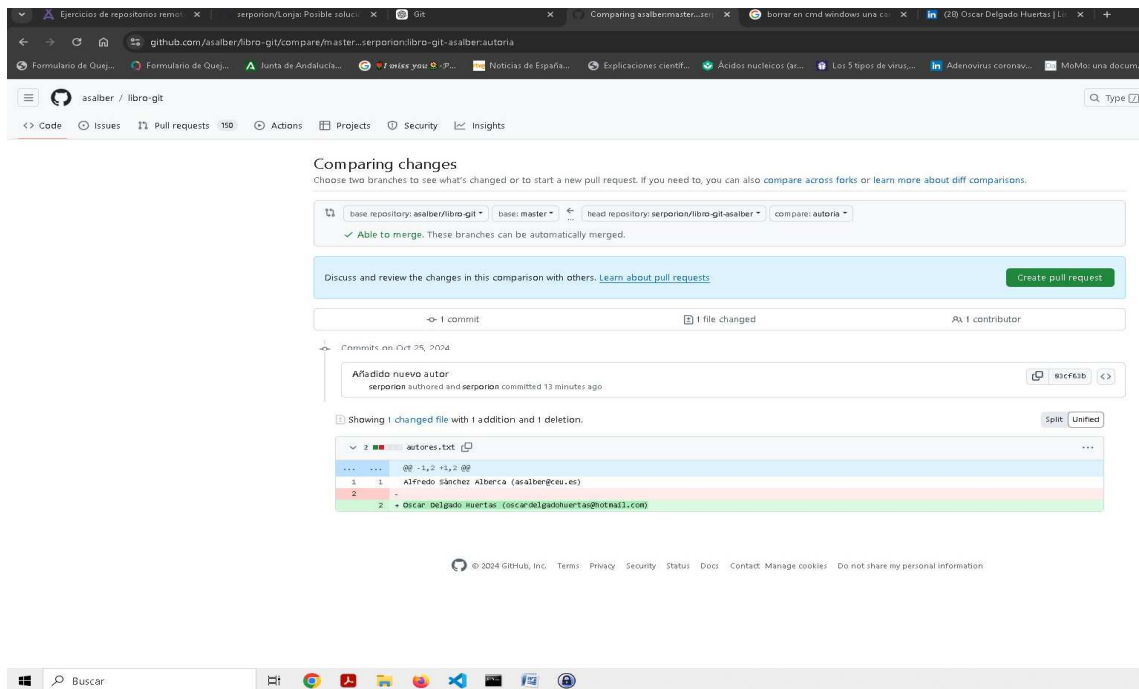 Ejercicios de repositorios remot
serporion/Lonja: Posible soluci
Git
Comparing asalber:master...ser
borrar en cmd windows una ca
(28) Oscar Delgado Huertas | Li
github.com/asalber/libro-git/compare/master...serporion:libro-git-asalber:autoria
Formulario de Quej...
Formulario de Quej...
Junta de Andalucía...
I miss you
Noticias de España...
Explicaciones científ...
Ácidos nucleicos (ar...
Los 5 tipos de virus,...
Adenovirus coronav...
MoMo: una docum
asalber / libro-git
Type /
Code Issues Pull requests 150 Actions Projects Security Insights
Comparing changes
Choose two branches to see what's changed or to start a new pull request. If you need to, you can also compare across forks or learn more about diff comparisons.
base repository: asalber/libro-git base: master ← head repository: serporion/libro-git-asalber compare: autoria
✓ Able to merge. These branches can be automatically merged.
Discuss and review the changes in this comparison with others. Learn about pull requests
Create pull request
1 commit
1 file changed
1 contributor
Commits on Oct 25, 2024
Añadido nuevo autor
serporion authored and serporion committed 13 minutes ago
Showing 1 changed file with 1 addition and 1 deletion.
Split Unified
2 autores.txt
... ... @@ -1,2 +1,2 @@
1 1 Alfredo Sánchez Alberca (asalber@ceu.es)
2 -
2 + Oscar Delgado Huertas (oscardelgadohuertas@hotmail.com)
© 2024 GitHub, Inc. Terms Privacy Security Status Docs Contact Manage cookies Do not share my personal information
Buscar